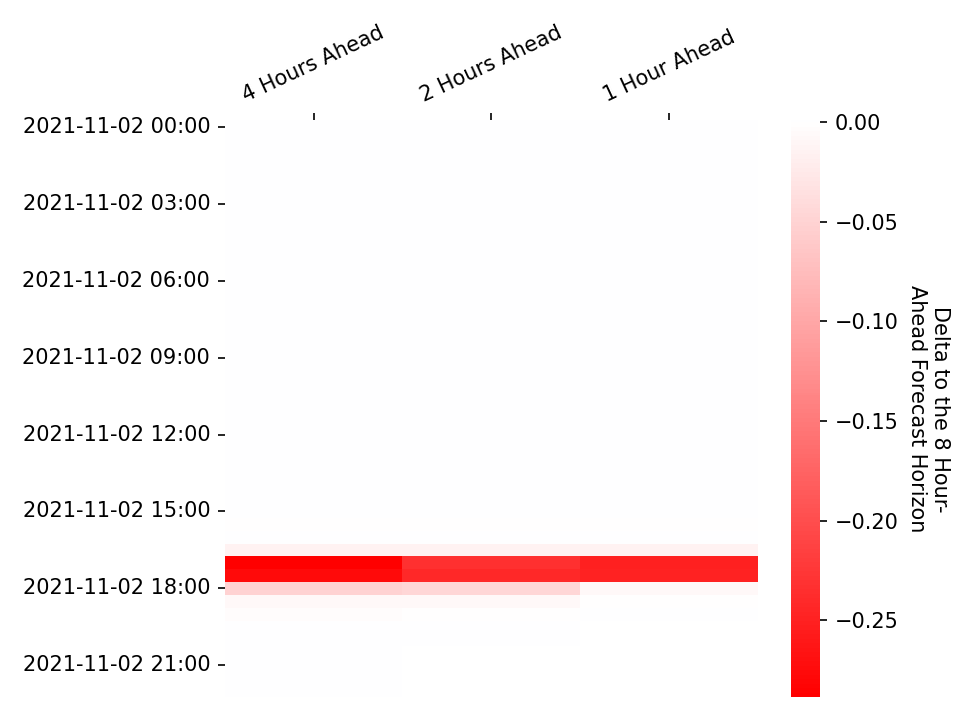 4 Hours Ahead
2 Hours Ahead
1 Hour Ahead
2021-11-02 00:00
2021-11-02 03:00
2021-11-02 06:00
2021-11-02 09:00
2021-11-02 12:00
2021-11-02 15:00
2021-11-02 18:00
2021-11-02 21:00
0.00
−0.05
−0.10
−0.15
−0.20
−0.25
Delta to the 8 Hour-
Ahead Forecast Horizon